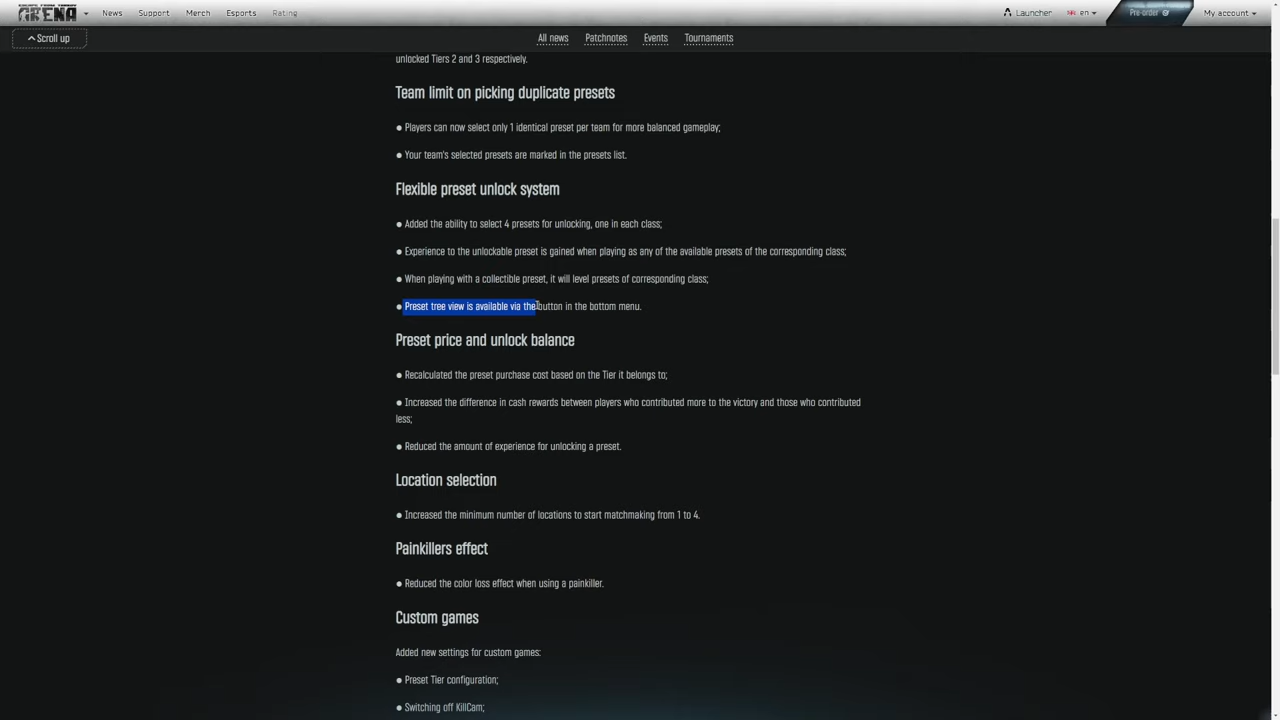 ESCAPE FROM TARKOV
ARENA
News
Support
Merch
Esports
Rating
Launcher
en
Pre-order
My account
Scroll up
All news
Patchnotes
Events
Tournaments
unlocked Tiers 2 and 3 respectively.
Team limit on picking duplicate presets
● Players can now select only 1 identical preset per team for more balanced gameplay;
● Your team's selected presets are marked in the presets list.
Flexible preset unlock system
● Added the ability to select 4 presets for unlocking, one in each class;
● Experience to the unlockable preset is gained when playing as any of the available presets of the corresponding class;
● When playing with a collectible preset, it will level presets of corresponding class;
● Preset tree view is available via the button in the bottom menu.
Preset price and unlock balance
● Recalculated the preset purchase cost based on the Tier it belongs to;
● Increased the difference in cash rewards between players who contributed more to the victory and those who contributed
less;
● Reduced the amount of experience for unlocking a preset.
Location selection
● Increased the minimum number of locations to start matchmaking from 1 to 4.
Painkillers effect
● Reduced the color loss effect when using a painkiller.
Custom games
Added new settings for custom games:
● Preset Tier configuration;
● Switching off KillCam;